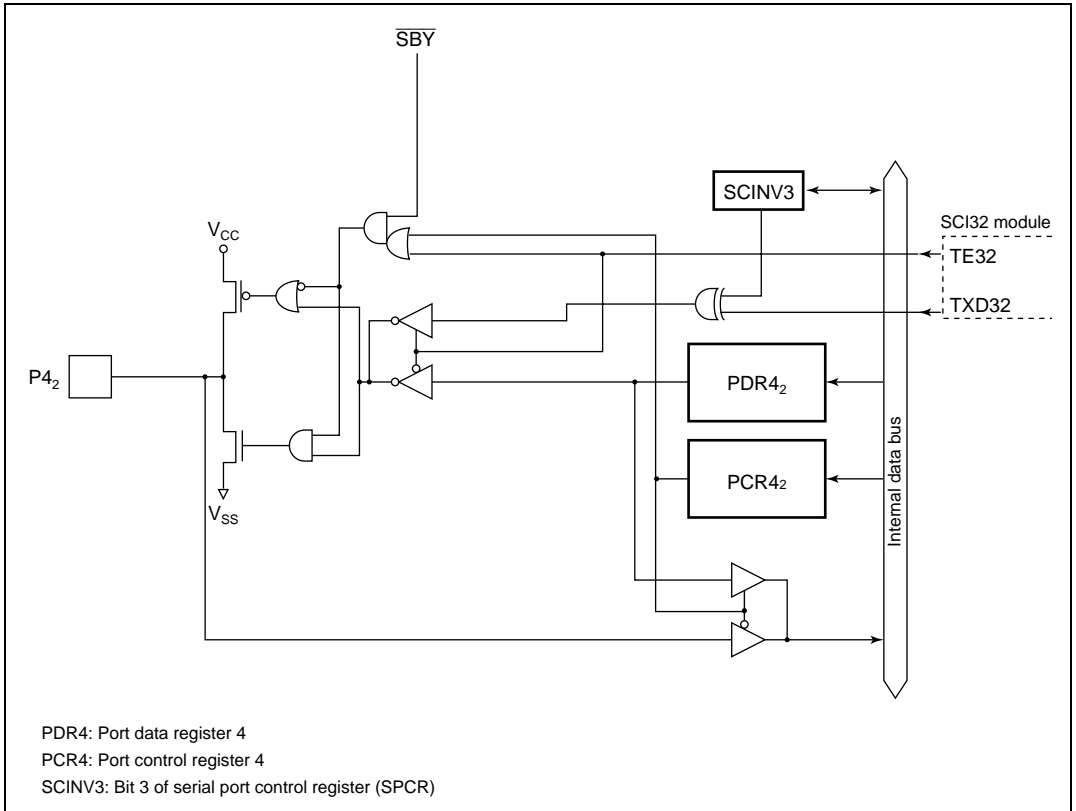 SBY
SCINV3
SCI32 module
VCC
TE32
TXD32
P42
PDR42
PCR42
Internal data bus
VSS
PDR4: Port data register 4
PCR4: Port control register 4
SCINV3: Bit 3 of serial port control register (SPCR)